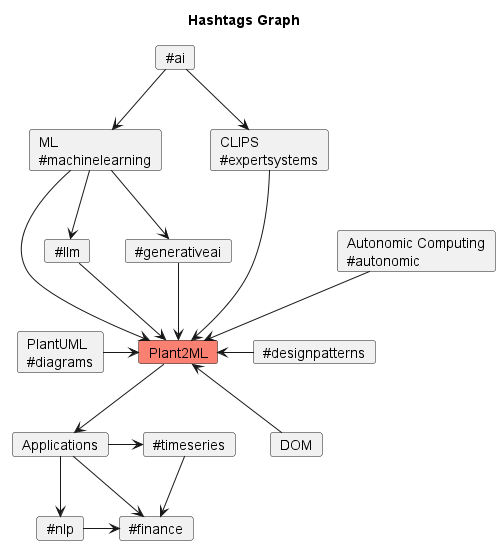 Hashtags Graph
#ai
ML
#machinelearning
CLIPS
#expertsystems
#llm
#generativeai
Autonomic Computing
#autonomic
PlantUML
#diagrams
Plant2ML
#designpatterns
Applications
#timeseries
DOM
#nlp
#finance